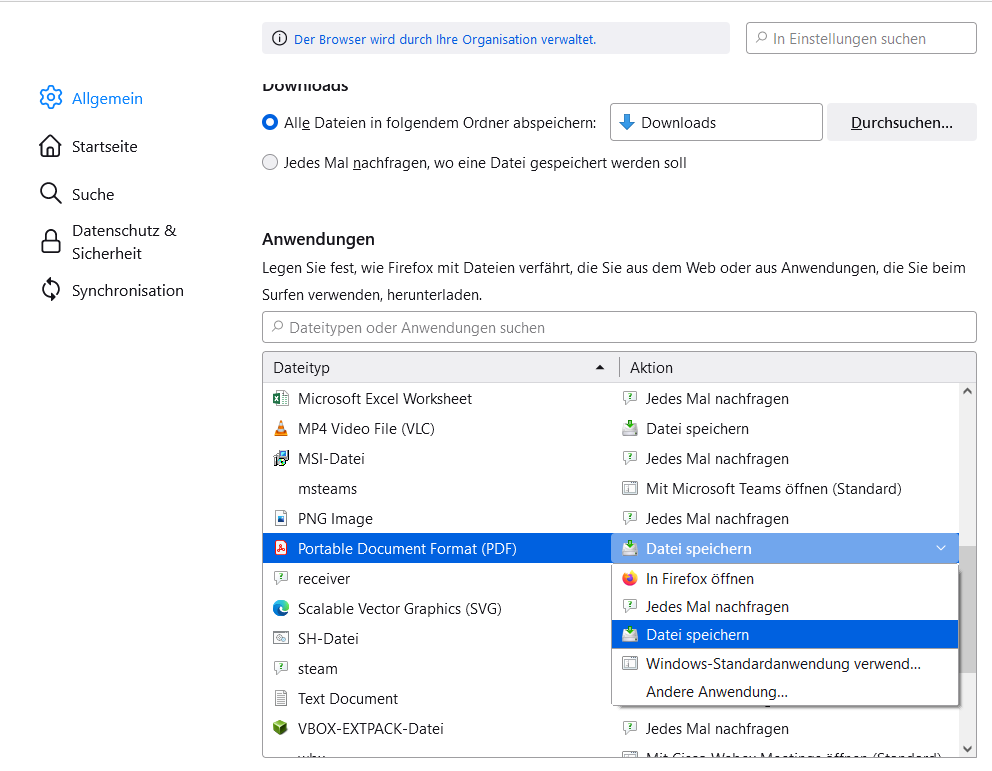 Der Browser wird durch Ihre Organisation verwaltet.
In Einstellungen suchen
Allgemein
Startseite
Suche
Datenschutz &
Sicherheit
Synchronisation
Downloads
Alle Dateien in folgendem Ordner abspeichern:
Downloads
Durchsuchen...
Jedes Mal nachfragen, wo eine Datei gespeichert werden soll
Anwendungen
Legen Sie fest, wie Firefox mit Dateien verfährt, die Sie aus dem Web oder aus Anwendungen, die Sie beim
Surfen verwenden, herunterladen.
Dateitypen oder Anwendungen suchen
Dateityp Aktion
Microsoft Excel Worksheet Jedes Mal nachfragen
MP4 Video File (VLC) Datei speichern
MSI-Datei Jedes Mal nachfragen
msteams Mit Microsoft Teams öffnen (Standard)
PNG Image Jedes Mal nachfragen
Portable Document Format (PDF) Datei speichern
receiver In Firefox öffnen
Scalable Vector Graphics (SVG) Jedes Mal nachfragen
SH-Datei Datei speichern
steam Windows-Standardanwendung verwend...
Text Document Andere Anwendung...
VBOX-EXTPACK-Datei Jedes Mal nachfragen
Mit Cisco Webex Meetings öffnen (Standard)